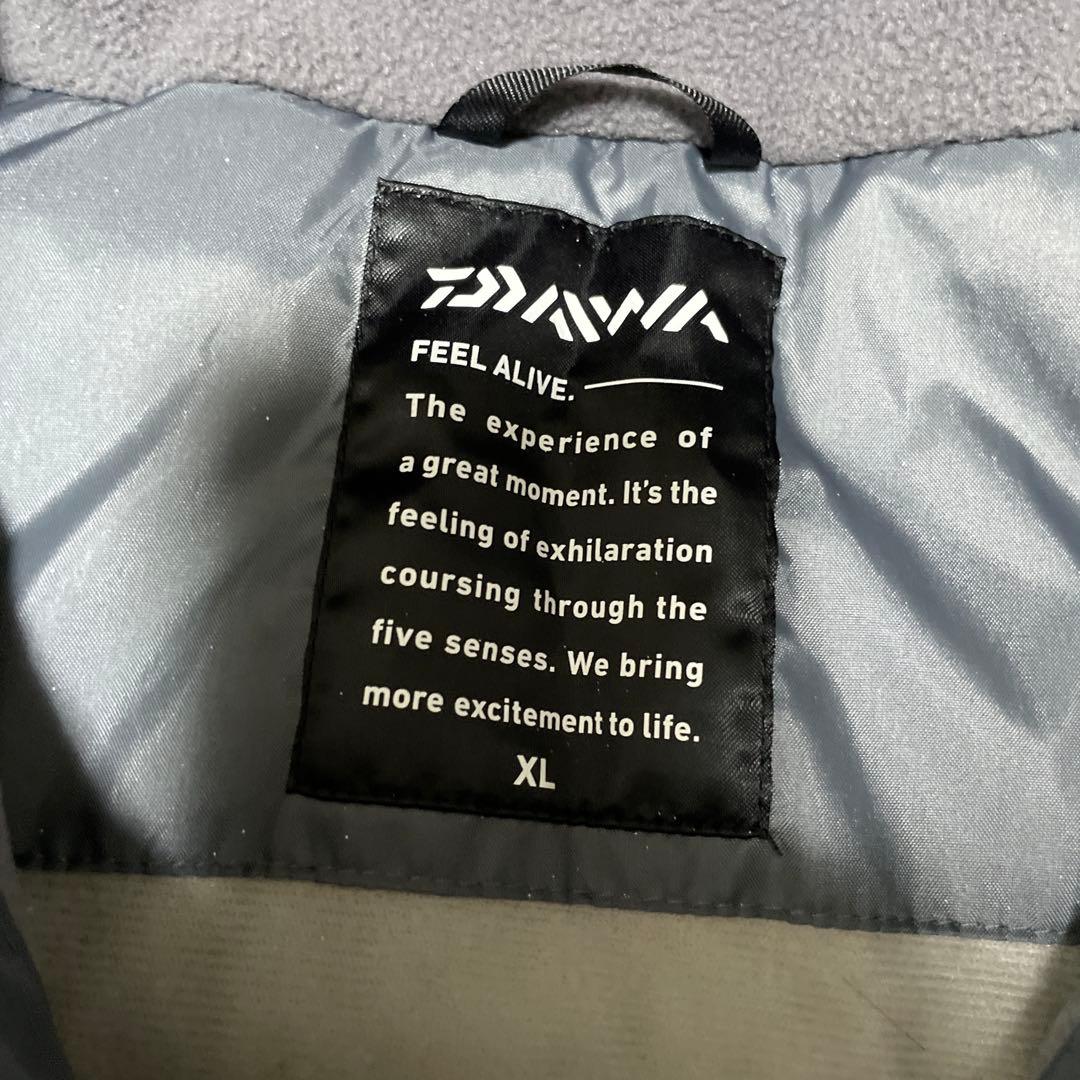 DAIWA
FEEL ALIVE.
The experience of
a great moment. It's the
feeling of exhilaration
coursing through the
five senses. We bring
more excitement to life.
XL